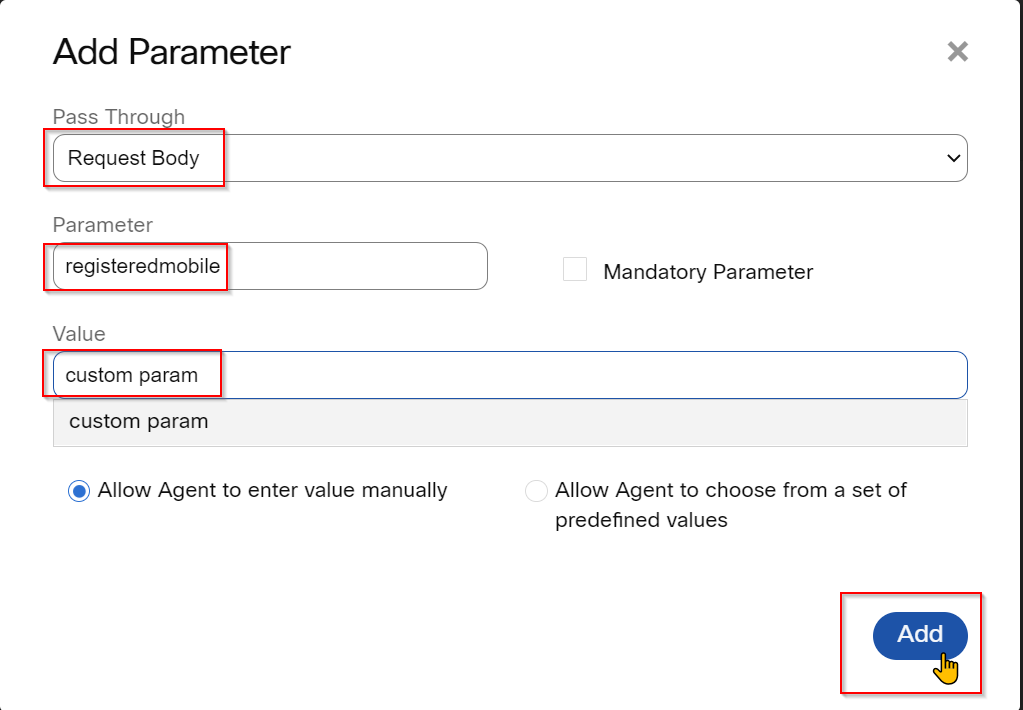 Add Parameter
Pass Through
Request Body
Parameter
registeredmobile
Mandatory Parameter
Value
custom param
custom param
Allow Agent to enter value manually
Allow Agent to choose from a set of
predefined values
Add